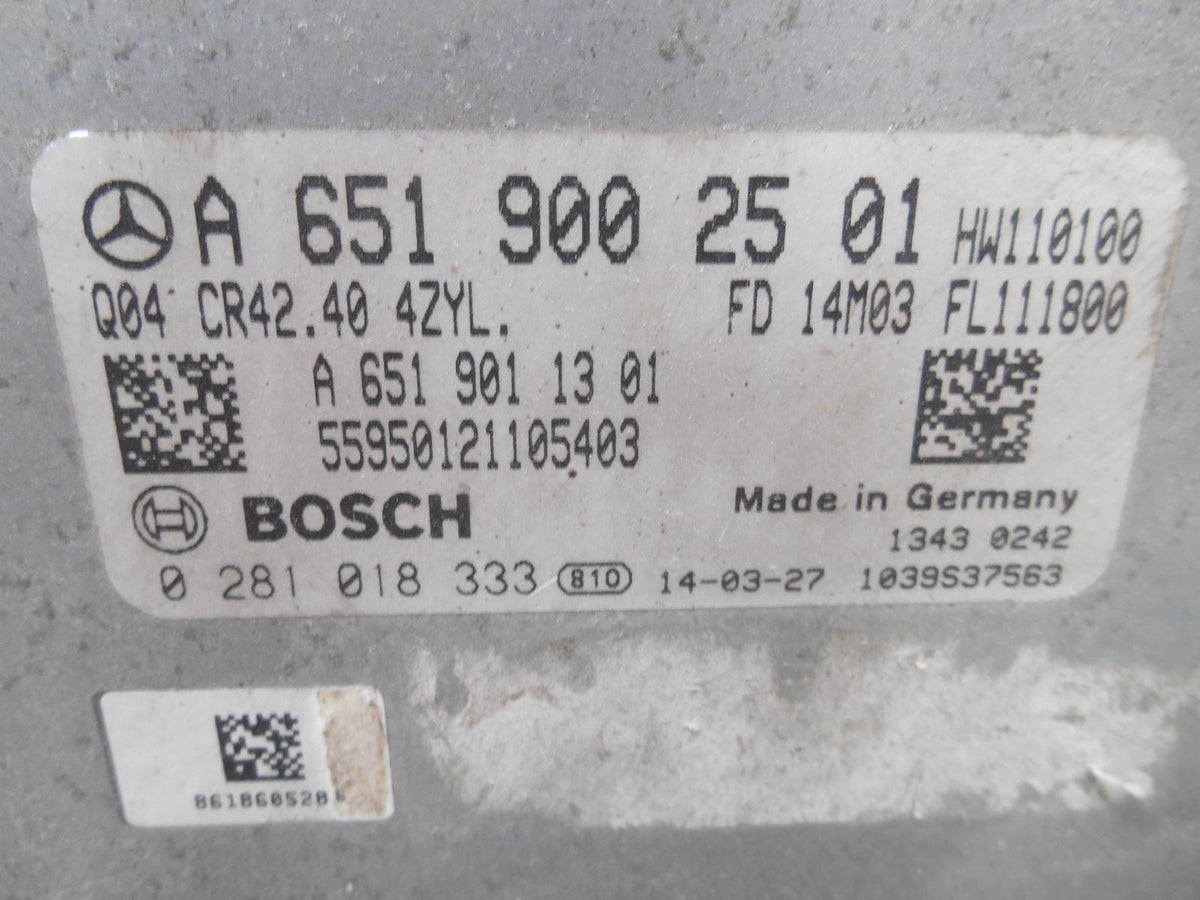 A 651 900 25 01 HW110100
Q04 CR42.40 4ZYL. FD 14M03 FL111800
A 651 901 13 01
55950121105403
BOSCH
Made in Germany
1343 0242
0 281 018 333 810 14-03-27 1039S37563
861860528